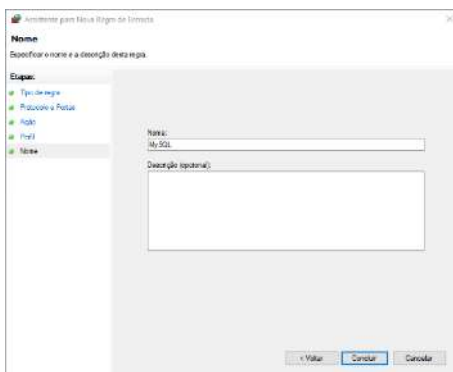 Assistente para Nova Regra de Entrada
Nome
Especificar o nome e a descrição desta regra.
Etapas:
Tipo de regra
Protocolo e Portas
Ação
Perfil
Nome
Nome:
MySQL
Descrição (opcional):
< Voltar
Concluir
Cancelar